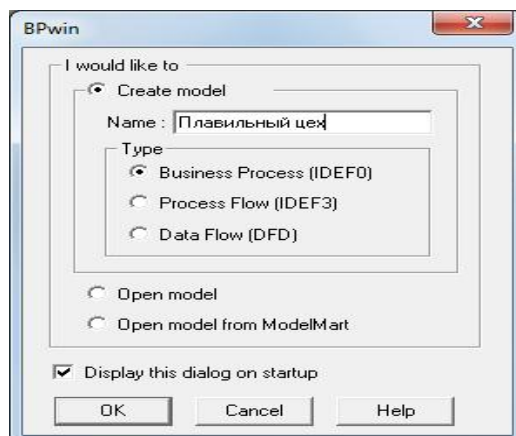 BPwin
I would like to
Create model
Name : Плавильный цех
Type
Business Process (IDEF0)
Process Flow (IDEF3)
Data Flow (DFD)
Open model
Open model from ModelMart
Display this dialog on startup
OK Cancel Help